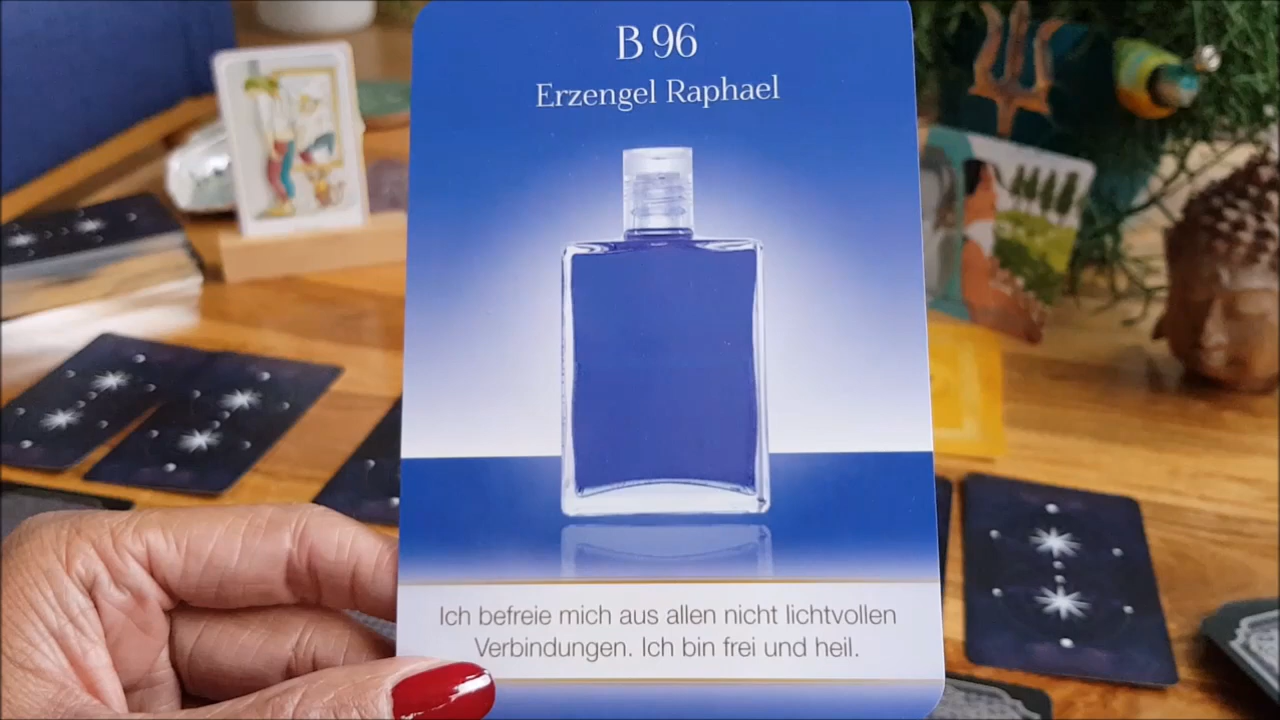 B 96
Erzengel Raphael
Ich befreie mich aus allen nicht lichtvollen
Verbindungen. Ich bin frei und heil.